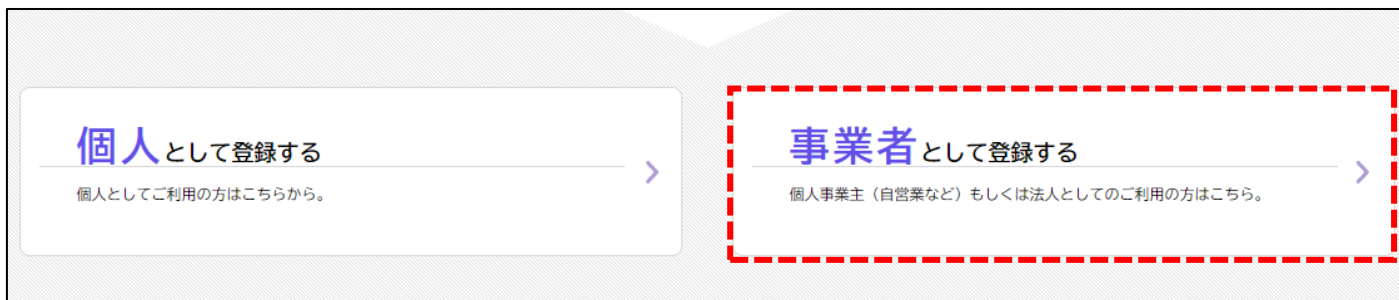 個人として登録する
個人としてご利用の方はこちらから。
事業者として登録する
個人事業主（自営業など）もしくは法人としてのご利用の方はこちら。